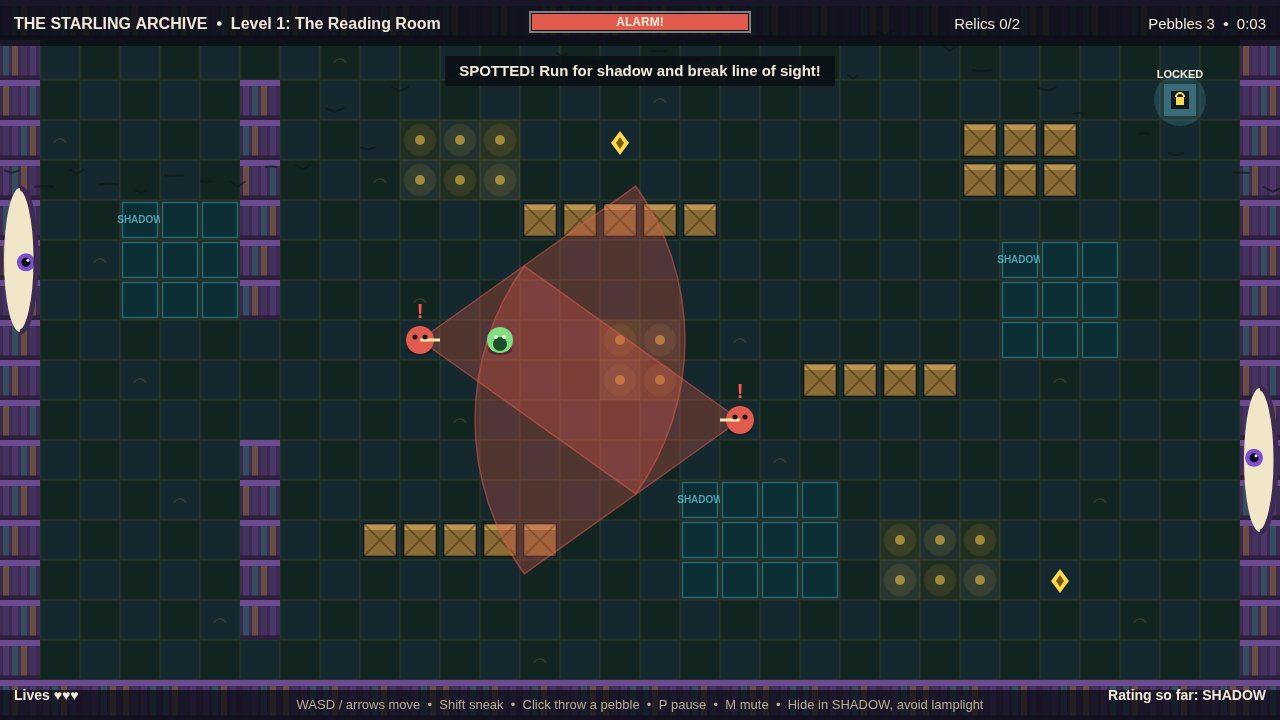 THE STARLING ARCHIVE • Level 1: The Reading Room
ALARM!
Relics 0/2
Pebbles 3 • 0:03
SPOTTED! Run for shadow and break line of sight!
LOCKED
SHADOW
SHADOW
!
!
SHADOW
Lives ♥♥♥
WASD / arrows move • Shift sneak • Click throw a pebble • P pause • M mute • Hide in SHADOW, avoid lamplight
Rating so far: SHADOW